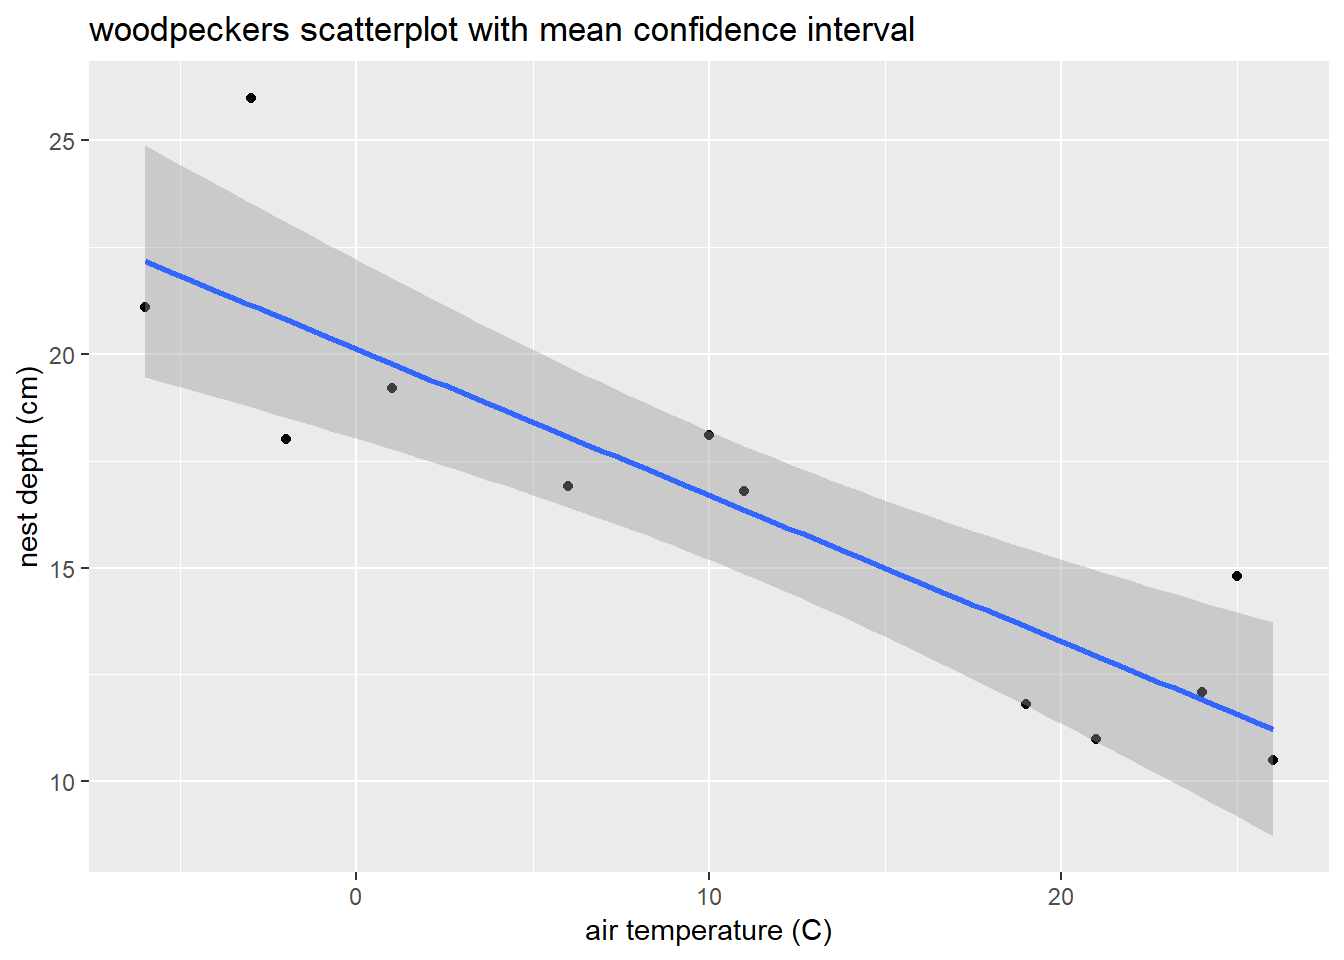 woodpeckers scatterplot with mean confidence interval
25
20
15
10
nest depth (cm)
0
10
20
air temperature (C)